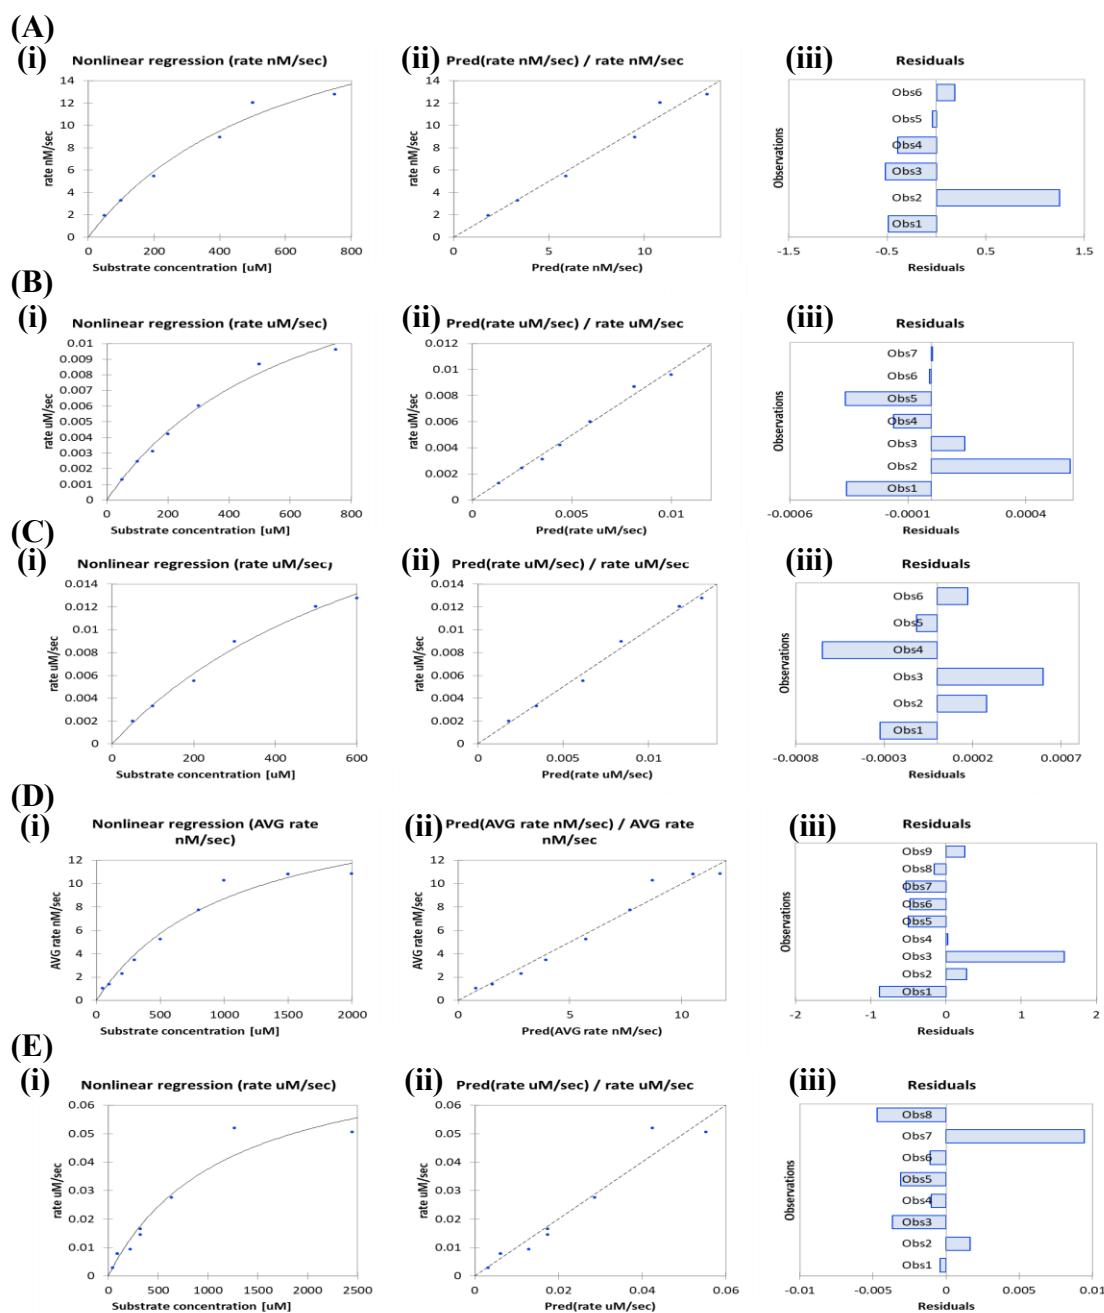 (A)
(i) (ii) (iii)
Nonlinear regression (rate nM/sec)
rate nM/sec
14
12
10
8
6
4
2
0
0 200 400 600 800
Substrate concentration [uM]
Pred(rate nM/sec) / rate nM/sec
rate nM/sec
14
12
10
8
6
4
2
0
0 5 10
Pred(rate nM/sec)
Residuals
Observations
Obs6
Obs5
Obs4
Obs3
Obs2
Obs1
-1.5 -0.5 0.5 1.5
Residuals
(B)
(i) (ii) (iii)
Nonlinear regression (rate uM/sec)
rate uM/sec
0.01
0.009
0.008
0.007
0.006
0.005
0.004
0.003
0.002
0.001
0
0 200 400 600 800
Substrate concentration [uM]
Pred(rate uM/sec) / rate uM/sec
rate uM/sec
0.012
0.01
0.008
0.006
0.004
0.002
0
0 0.005 0.01
Pred(rate uM/sec)
Residuals
Observations
Obs7
Obs6
Obs5
Obs4
Obs3
Obs2
Obs1
-0.0006 -0.0001 0.0004
Residuals
(C)
(i) (ii) (iii)
Nonlinear regression (rate uM/sec)
rate uM/sec
0.014
0.012
0.01
0.008
0.006
0.004
0.002
0
0 200 400 600
Substrate concentration [uM]
Pred(rate uM/sec) / rate uM/sec
rate uM/sec
0.014
0.012
0.01
0.008
0.006
0.004
0.002
0
0 0.005 0.01
Pred(rate uM/sec)
Residuals
Observations
Obs6
Obs5
Obs4
Obs3
Obs2
Obs1
-0.0008 -0.0003 0.0002 0.0007
Residuals
(D)
(i) (ii) (iii)
Nonlinear regression (AVG rate
nM/sec)
AVG rate nM/sec
12
10
8
6
4
2
0
0 500 1000 1500 2000
Substrate concentration [uM]
Pred(AVG rate nM/sec) / AVG rate
nM/sec
AVG rate nM/sec
12
10
8
6
4
2
0
0 5 10
Pred(AVG rate nM/sec)
Residuals
Observations
Obs9
Obs8
Obs7
Obs6
Obs5
Obs4
Obs3
Obs2
Obs1
-2 -1 0 1 2
Residuals
(E)
(i) (ii) (iii)
Nonlinear regression (rate uM/sec)
rate uM/sec
0.06
0.05
0.04
0.03
0.02
0.01
0
0 500 1000 1500 2000 2500
Substrate concentration [uM]
Pred(rate uM/sec) / rate uM/sec
rate uM/sec
0.06
0.05
0.04
0.03
0.02
0.01
0
0 0.02 0.04 0.06
Pred(rate uM/sec)
Residuals
Observations
Obs8
Obs7
Obs6
Obs5
Obs4
Obs3
Obs2
Obs1
-0.01 -0.005 0 0.005 0.01
Residuals